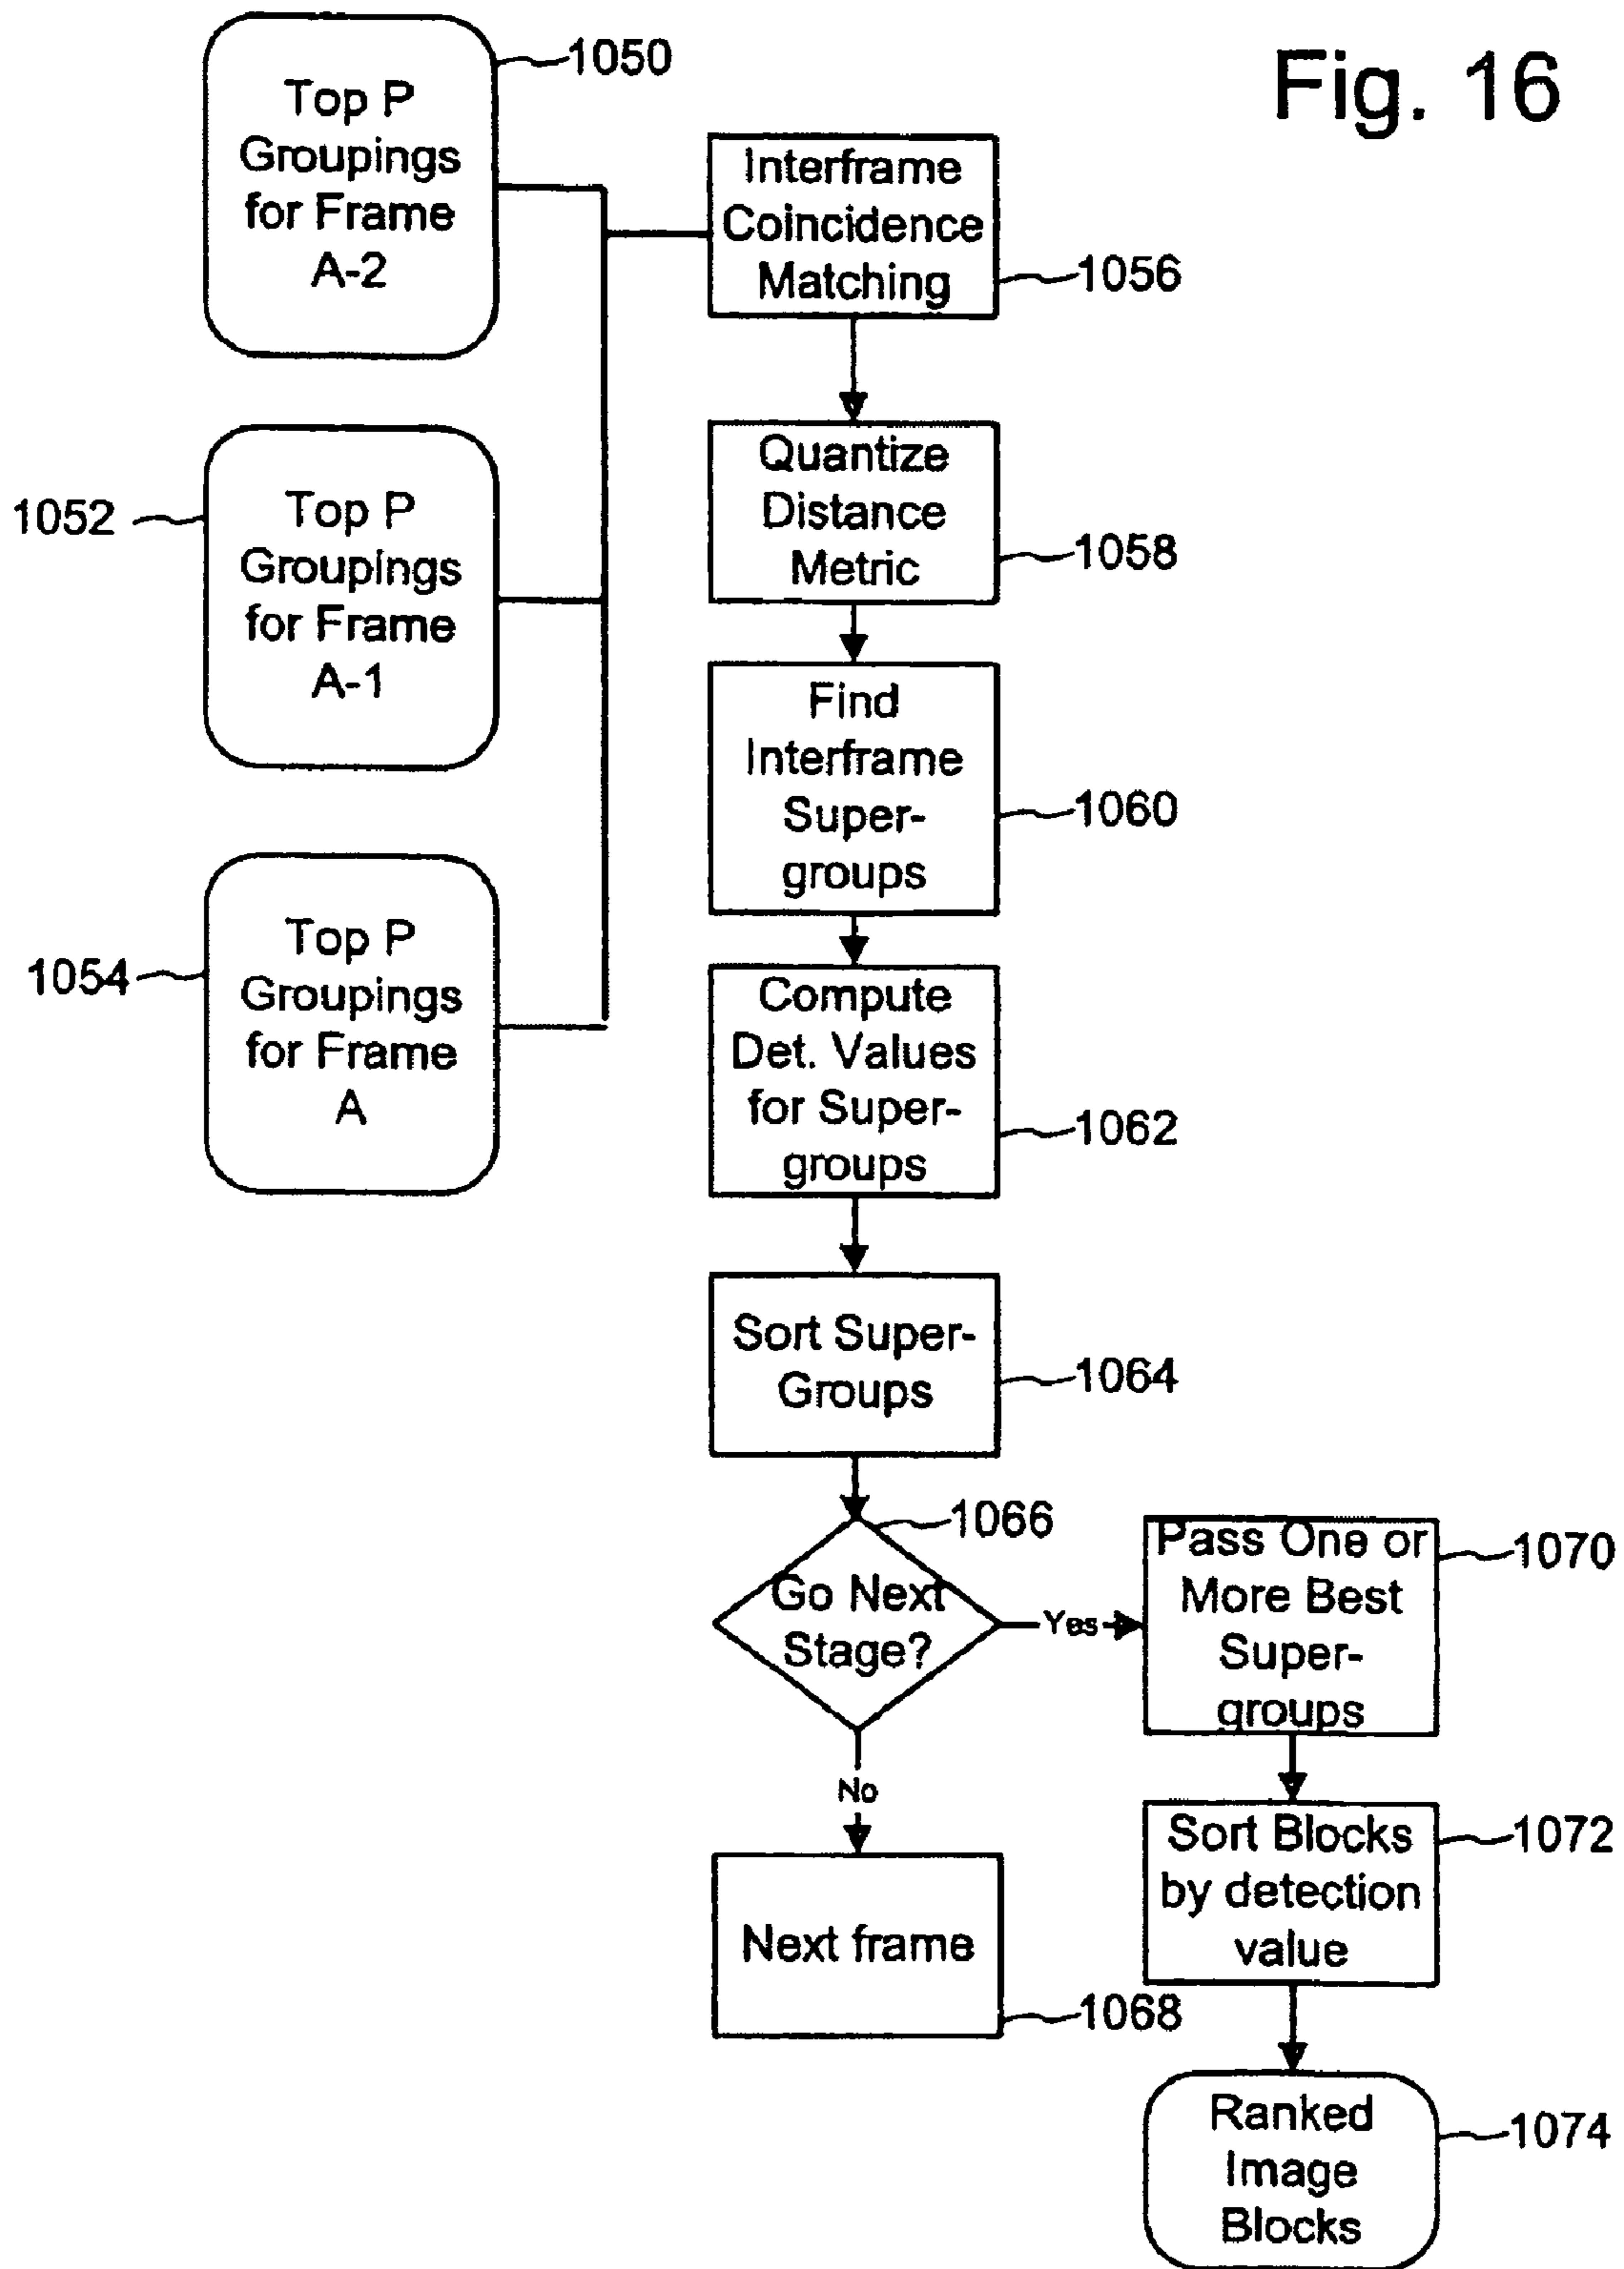 Fig. 16
1050
Top P
Groupings
for Frame
A-2
Interframe
Coincidence
Matching
1056
1052
Top P
Groupings
for Frame
A-1
Quantize
Distance
Metric
1058
Find
Interframe
Super-
groups
1060
1054
Top P
Groupings
for Frame
A
Compute
Det. Values
for Super-
groups
1062
Sort Super-
Groups
1064
1066
Go Next
Stage?
Yes
No
Pass One or
More Best
Super-
groups
1070
Next frame
1068
Sort Blocks
by detection
value
1072
Ranked
Image
Blocks
1074